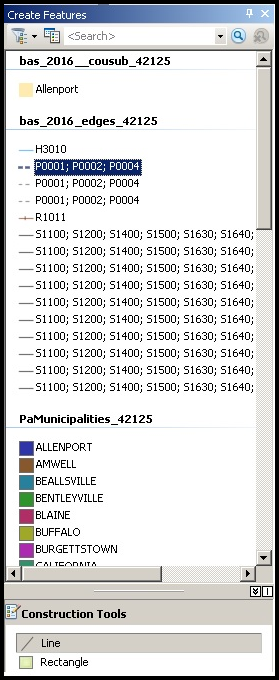 Create Features
<Search>
bas_2016__cousub_42125
Allenport
bas_2016_edges_42125
H3010
P0001; P0002; P0004
P0001; P0002; P0004
P0001; P0002; P0004
R1011
S1100; S1200; S1400; S1500; S1630; S1640;
S1100; S1200; S1400; S1500; S1630; S1640;
S1100; S1200; S1400; S1500; S1630; S1640;
S1100; S1200; S1400; S1500; S1630; S1640;
S1100; S1200; S1400; S1500; S1630; S1640;
S1100; S1200; S1400; S1500; S1630; S1640;
S1100; S1200; S1400; S1500; S1630; S1640;
S1100; S1200; S1400; S1500; S1630; S1640;
S1100; S1200; S1400; S1500; S1630; S1640;
S1100; S1200; S1400; S1500; S1630; S1640;
PaMunicipalities_42125
ALLENPORT
AMWELL
BEALLSVILLE
BENTLEYVILLE
BLAINE
BUFFALO
BURGETTSTOWN
CALIFORNIA
Construction Tools
Line
Rectangle